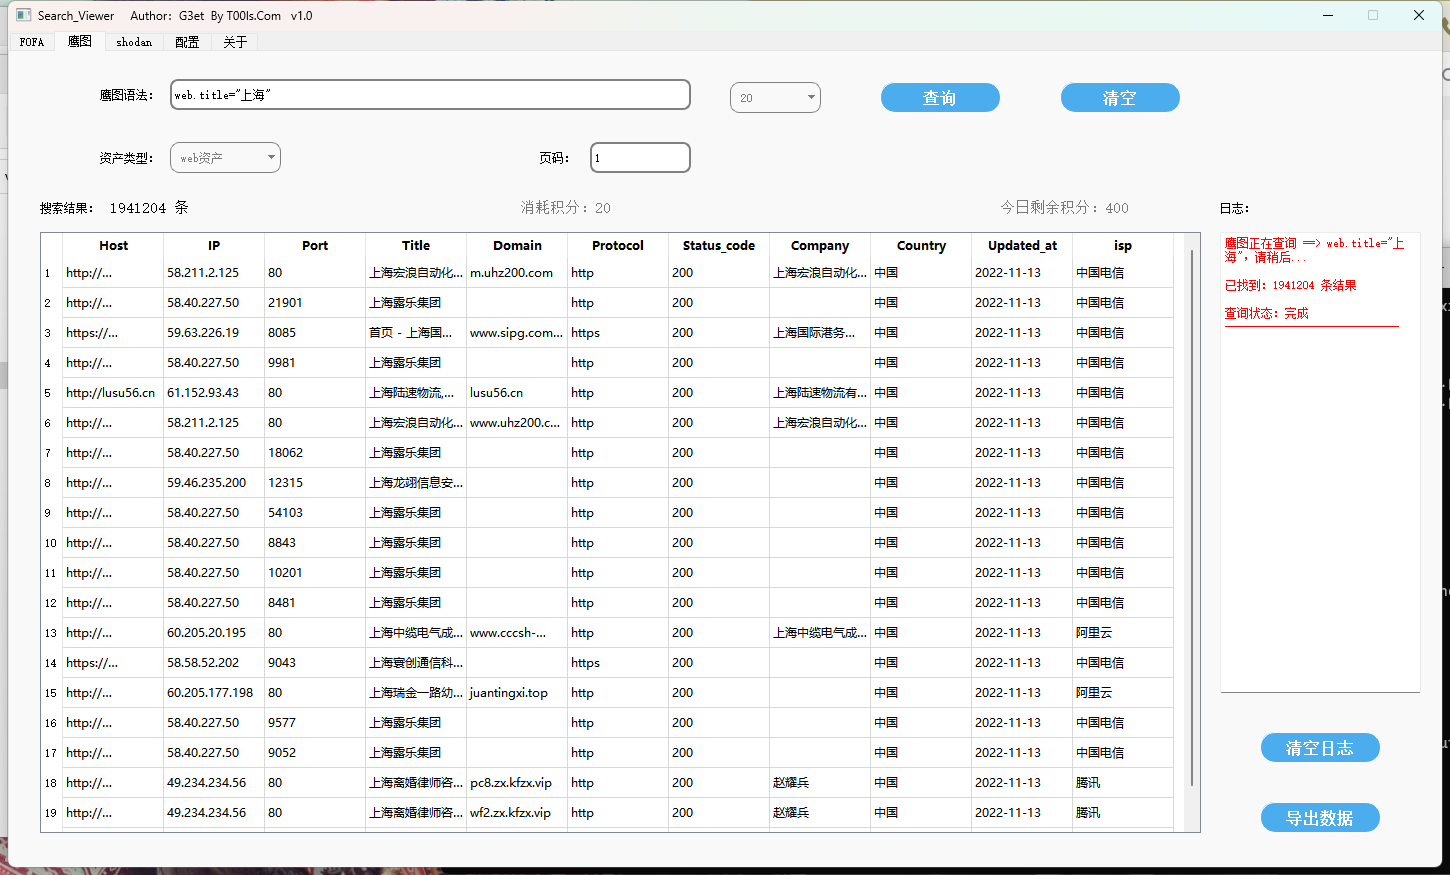 Search_Viewer Author: G3et By T00ls.Com v1.0
FOFA 鹰图 shodan 配置 关于
鹰图语法: web.title="上海" 20 查询 清空
资产类型: web资产 页码: 1
搜索结果: 1941204 条 消耗积分: 20 今日剩余积分: 400 日志:
Host IP Port Title Domain Protocol Status_code Company Country Updated_at isp
1 http://... 58.211.2.125 80 上海宏浪自动化... m.uhz200.com http 200 上海宏浪自动化... 中国 2022-11-13 中国电信
2 http://... 58.40.227.50 21901 上海露乐集团 http 200 中国 2022-11-13 中国电信
3 https://... 59.63.226.19 8085 首页 - 上海国... www.sipg.com... https 200 上海国际港务... 中国 2022-11-13 中国电信
4 http://... 58.40.227.50 9981 上海露乐集团 http 200 中国 2022-11-13 中国电信
5 http://lusu56.cn 61.152.93.43 80 上海陆速物流,... lusu56.cn http 200 上海陆速物流有... 中国 2022-11-13 中国电信
6 http://... 58.211.2.125 80 上海宏浪自动化... www.uhz200.c... http 200 上海宏浪自动化... 中国 2022-11-13 中国电信
7 http://... 58.40.227.50 18062 上海露乐集团 http 200 中国 2022-11-13 中国电信
8 http://... 59.46.235.200 12315 上海龙翊信息安... http 200 中国 2022-11-13 中国电信
9 http://... 58.40.227.50 54103 上海露乐集团 http 200 中国 2022-11-13 中国电信
10 http://... 58.40.227.50 8843 上海露乐集团 http 200 中国 2022-11-13 中国电信
11 http://... 58.40.227.50 10201 上海露乐集团 http 200 中国 2022-11-13 中国电信
12 http://... 58.40.227.50 8481 上海露乐集团 http 200 中国 2022-11-13 中国电信
13 http://... 60.205.20.195 80 上海中缆电气成... www.cccsh-... http 200 上海中缆电气成... 中国 2022-11-13 阿里云
14 https://... 58.58.52.202 9043 上海寰创通信科... https 200 中国 2022-11-13 中国电信
15 http://... 60.205.177.198 80 上海瑞金一路幼... juantingxi.top http 200 中国 2022-11-13 阿里云
16 http://... 58.40.227.50 9577 上海露乐集团 http 200 中国 2022-11-13 中国电信
17 http://... 58.40.227.50 9052 上海露乐集团 http 200 中国 2022-11-13 中国电信
18 http://... 49.234.234.56 80 上海离婚律师咨... pc8.zx.kfzx.vip http 200 赵耀兵 中国 2022-11-13 腾讯
19 http://... 49.234.234.56 80 上海离婚律师咨... wf2.zx.kfzx.vip http 200 赵耀兵 中国 2022-11-13 腾讯
鹰图正在查询 ==> web.title="上
海", 请稍后...
已找到: 1941204 条结果
查询状态: 完成
清空日志
导出数据